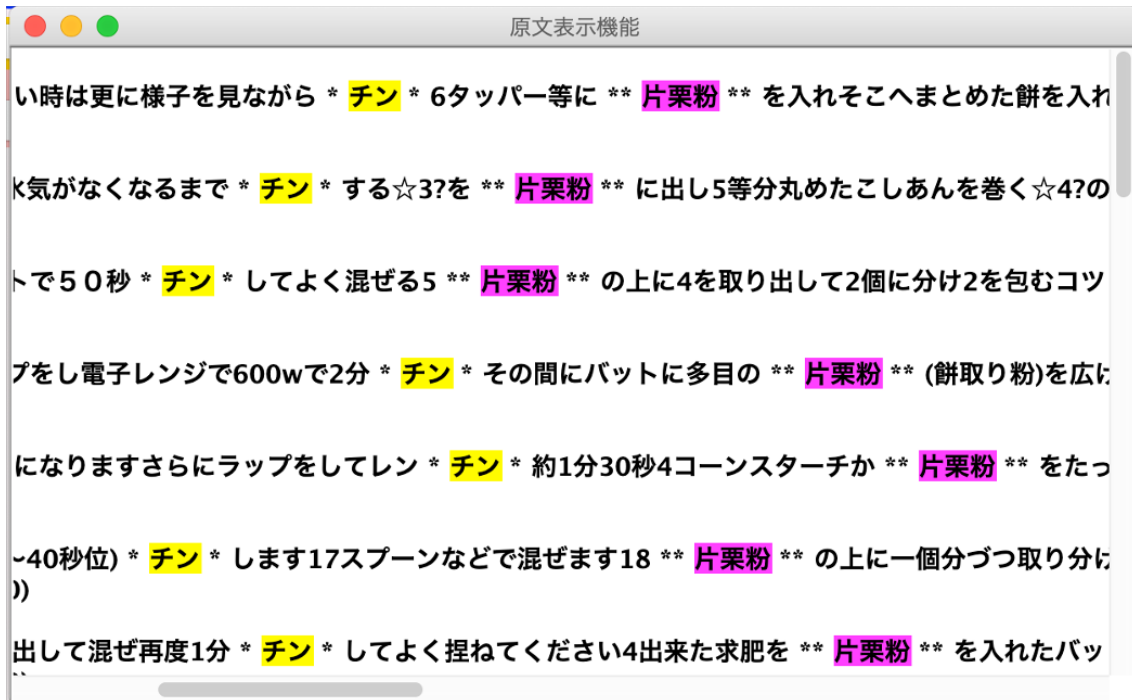 原文表示機能
い時は更に様子を見ながら * チン * 6タッパー等に ** 片栗粉 ** を入れそこへまとめた餅を入れ
水気がなくなるまで * チン * する☆3?を ** 片栗粉 ** に出し5等分丸めたこしあんを巻く☆4?の
トで５０秒 * チン * してよく混ぜる5 ** 片栗粉 ** の上に4を取り出して2個に分け2を包むコツ
プをし電子レンジで600wで2分 * チン * その間にバットに多目の ** 片栗粉 ** (餅取り粉)を広げ
になりますさらにラップをしてレン * チン * 約1分30秒4コーンスターチか ** 片栗粉 ** をたっ
~40秒位) * チン * します17スプーンなどで混ぜます18 ** 片栗粉 ** の上に一個分づつ取り分け
))
出して混ぜ再度1分 * チン * してよく捏ねてください4出来た求肥を ** 片栗粉 ** を入れたバッ